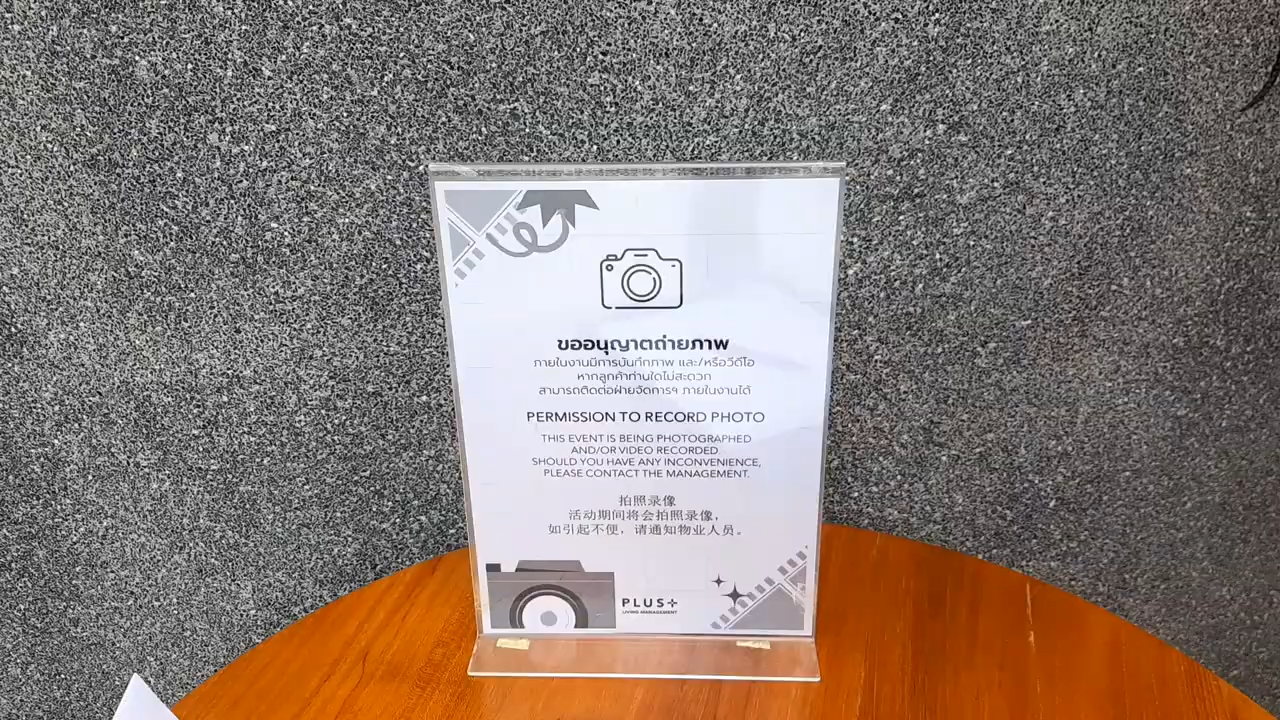 ขออนุญาตถ่ายภาพ
ภายในงานมีการบันทึกภาพ และ/หรือวีดีโอ
หากลูกค้าท่านใดไม่สะดวก
สามารถติดต่อฝ่ายจัดการฯ ภายในงานได้
PERMISSION TO RECORD PHOTO
THIS EVENT IS BEING PHOTOGRAPHED
AND/OR VIDEO RECORDED.
SHOULD YOU HAVE ANY INCONVENIENCE,
PLEASE CONTACT THE MANAGEMENT.
拍照录像
活动期间将会拍照录像，
如引起不便，请通知物业人员。
PLUS
LIVING MANAGEMENT